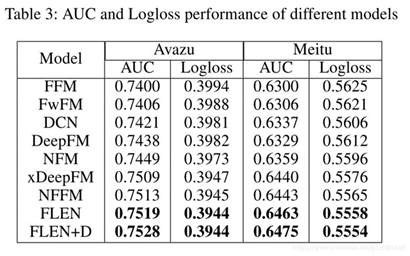 Table 3: AUC and Logloss performance of different models
Model Avazu Meitu
AUC Logloss AUC Logloss
FFM 0.7400 0.3994 0.6300 0.5625
FwFM 0.7406 0.3988 0.6306 0.5621
DCN 0.7421 0.3981 0.6337 0.5606
DeepFM 0.7438 0.3982 0.6329 0.5612
NFM 0.7449 0.3973 0.6359 0.5596
xDeepFM 0.7509 0.3947 0.6440 0.5576
NFFM 0.7513 0.3945 0.6443 0.5565
FLEN 0.7519 0.3944 0.6463 0.5558
FLEN+D 0.7528 0.3944 0.6475 0.5554